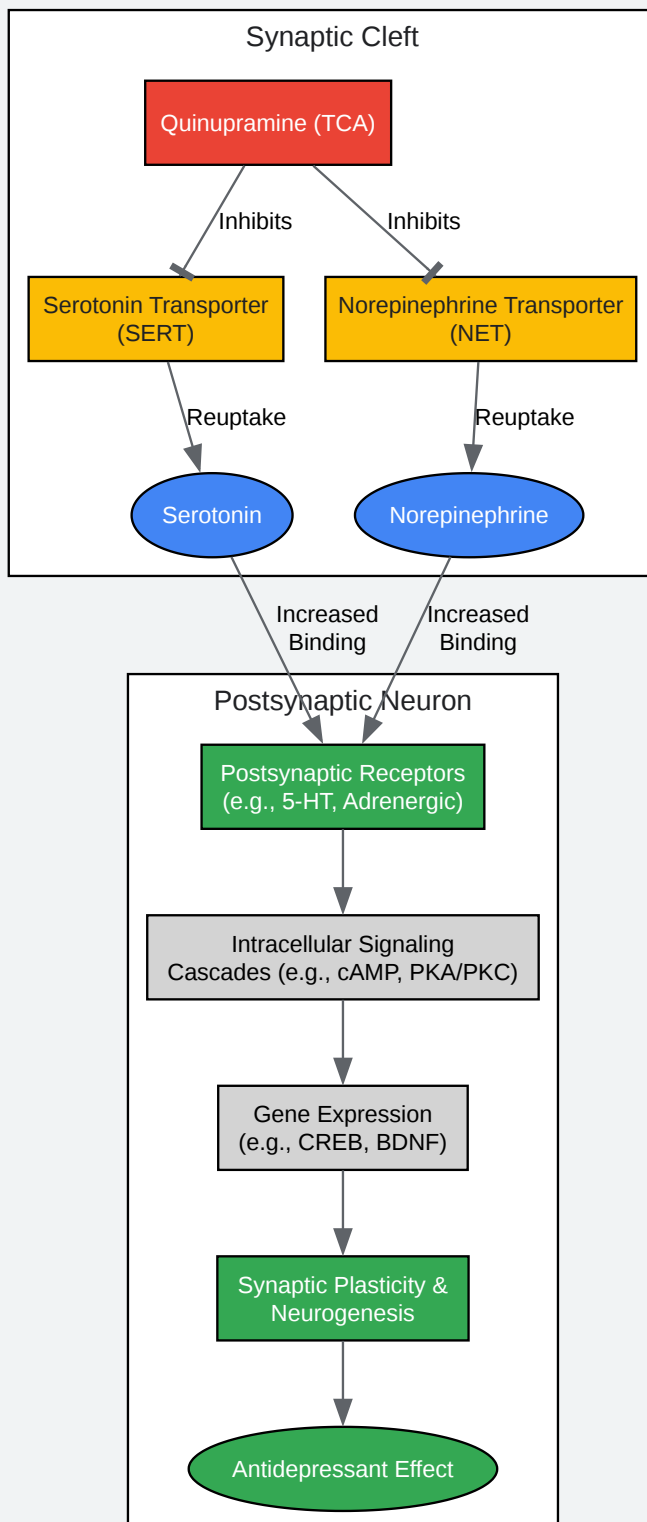 Synaptic Cleft
Quinupramine (TCA)
Inhibits
Inhibits
Serotonin Transporter
(SERT)
Norepinephrine Transporter
(NET)
Reuptake
Reuptake
Serotonin
Norepinephrine
Increased
Binding
Increased
Binding
Postsynaptic Neuron
Postsynaptic Receptors
(e.g., 5-HT, Adrenergic)
Intracellular Signaling
Cascades (e.g., cAMP, PKA/PKC)
Gene Expression
(e.g., CREB, BDNF)
Synaptic Plasticity &
Neurogenesis
Antidepressant Effect